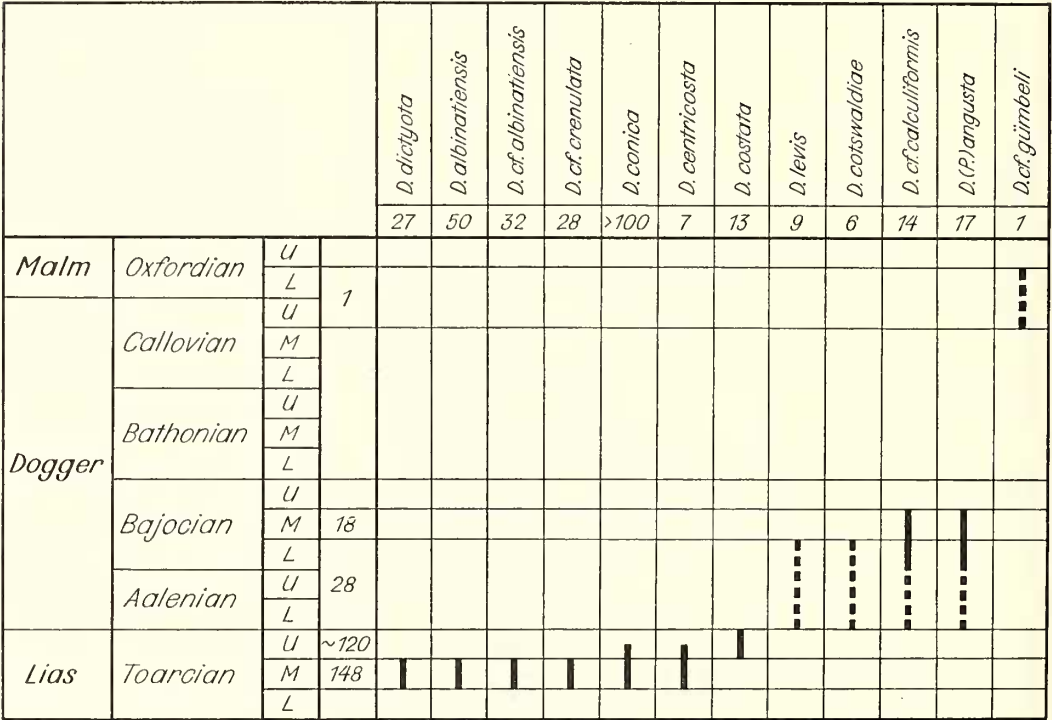 D. dictyota
D. albinatiensis
D. cf. albinatiensis
D. cf. crenulata
D. conica
D. centricosta
D. costata
D. levis
D. cotswaldiae
D. cf. calculiformis
D. (P.) angusta
D. cf. gümbeli
27 50 32 28 >100 7 13 9 6 14 17 1
Malm Oxfordian U
L
1
Dogger Callovian U
M
L
Bathonian U
M
L
Bajocian U
M 18
L
28
Aalenian U
L
Lias Toarcian U ~120
M 148
L